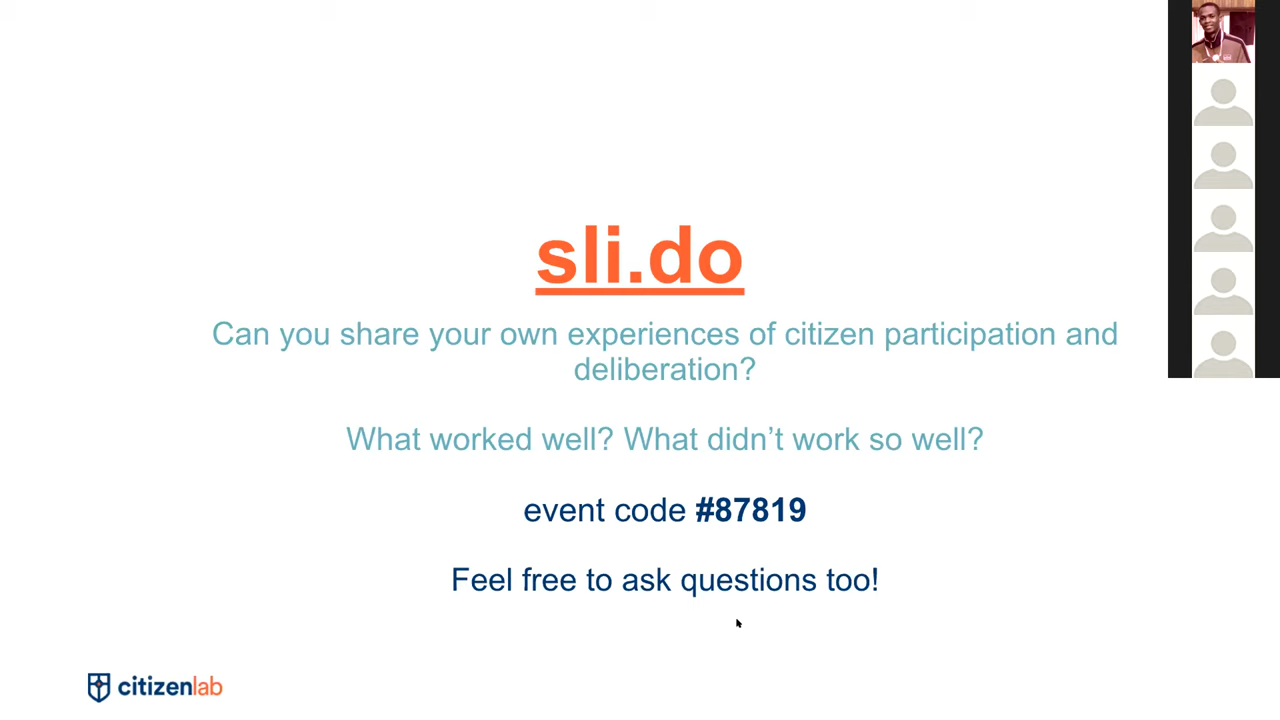 sli.do
Can you share your own experiences of citizen participation and
deliberation?
What worked well? What didn’t work so well?
event code #87819
Feel free to ask questions too!
citizenlab